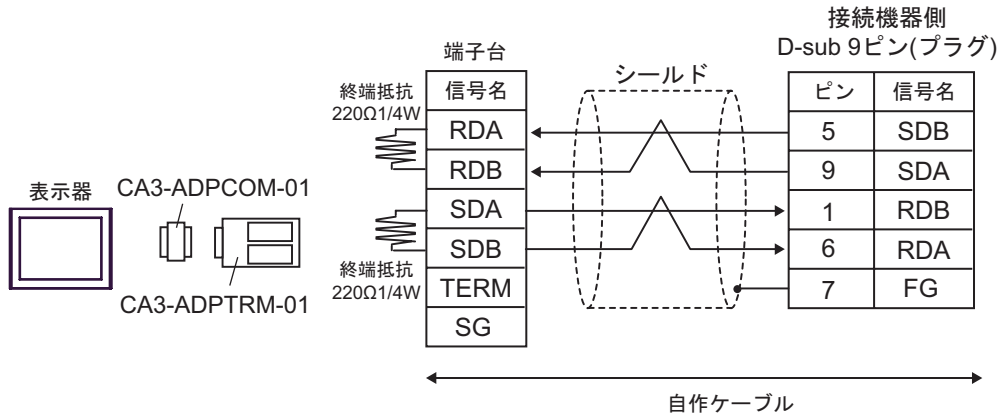 接続機器側
D-sub 9ピン(プラグ)
端子台
シールド
終端抵抗
220Ω1/4W
信号名
ピン 信号名
RDA 5 SDB
RDB 9 SDA
表示器
CA3-ADPCOM-01
SDA 1 RDB
SDB 6 RDA
終端抵抗
220Ω1/4W
TERM 7 FG
CA3-ADPTRM-01
SG
自作ケーブル